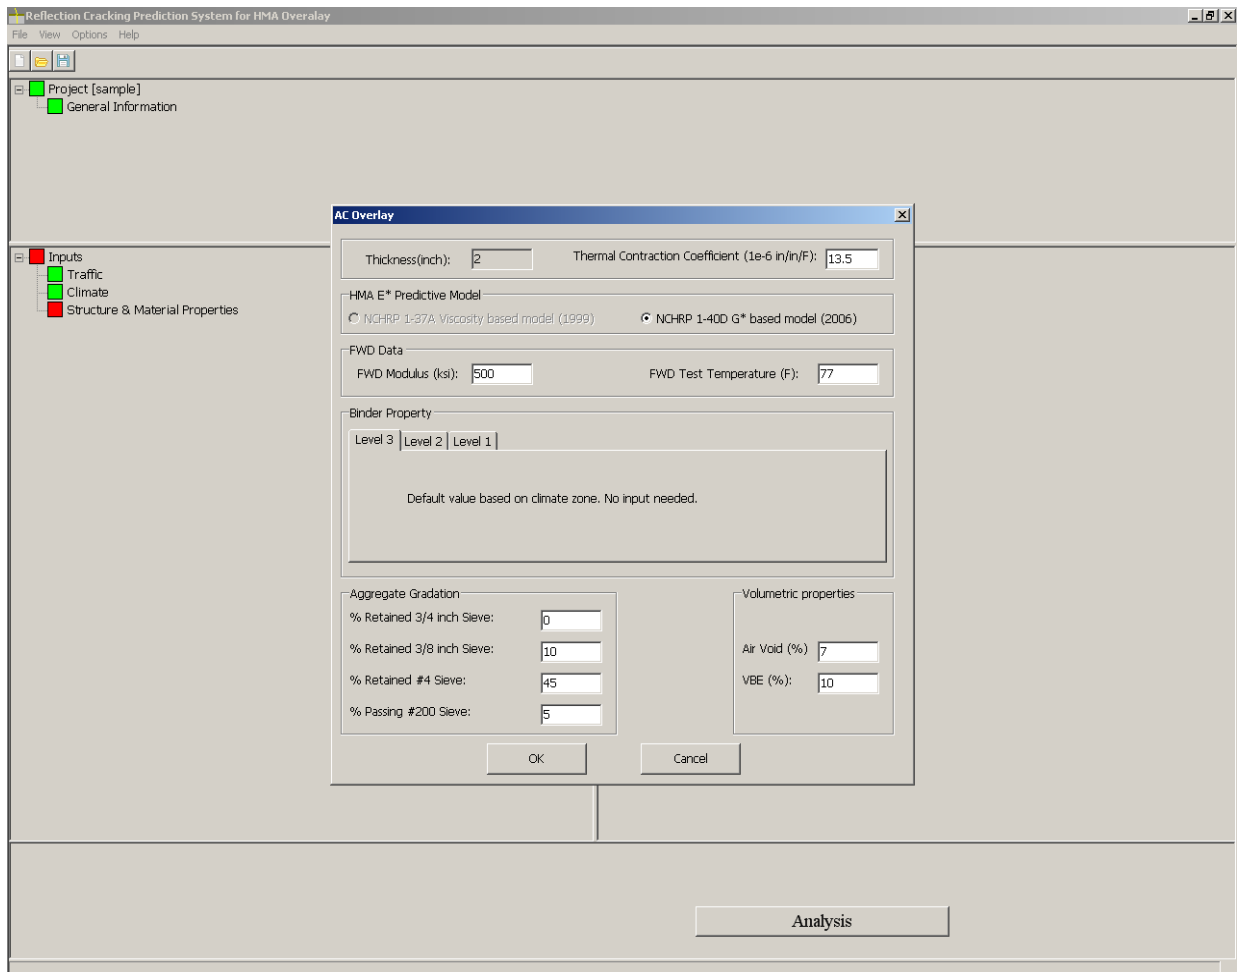 Reflection Cracking Prediction System for HMA Overalay
File View Options Help
Project [sample]
General Information
Inputs
Traffic
Climate
Structure & Material Properties
AC Overlay
Thickness(inch): 2 Thermal Contraction Coefficient (1e-6 in/in/F): 13.5
HMA E* Predictive Model
NCHRP 1-37A Viscosity based model (1999) NCHRP 1-40D G* based model (2006)
FWD Data
FWD Modulus (ksi): 500 FWD Test Temperature (F): 77
Binder Property
Level 3 Level 2 Level 1
Default value based on climate zone. No input needed.
Aggregate Gradation
% Retained 3/4 inch Sieve: 0
% Retained 3/8 inch Sieve: 10
% Retained #4 Sieve: 45
% Passing #200 Sieve: 5
Volumetric properties
Air Void (%) 7
VBE (%): 10
OK Cancel
Analysis